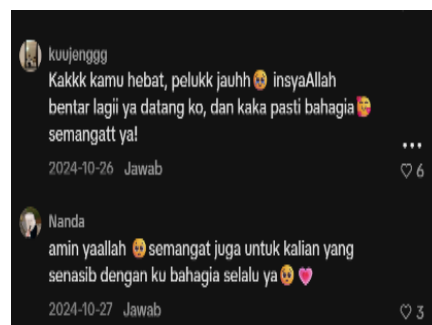 kuujenggg
Kakkk kamu hebat, pelukk jauhh🥹 insyaAllah
bentar lagii ya datang ko, dan kaka pasti bahagia🥰
semangatt ya!
2024-10-26 Jawab
6
Nanda
amin yaallah 🥹semangat juga untuk kalian yang
senasib dengan ku bahagia selalu ya🥹💗
2024-10-27 Jawab
3